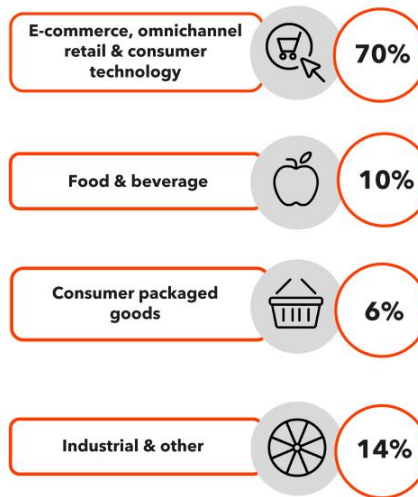 E-commerce, omnichannel
retail & consumer
technology
70%
Food & beverage
10%
Consumer packaged
goods
6%
Industrial & other
14%